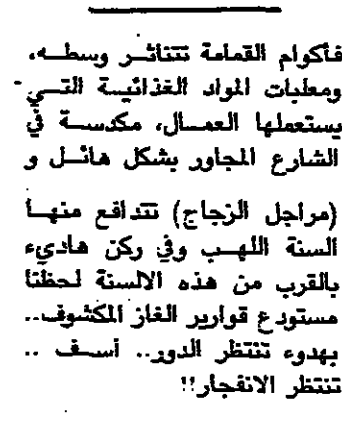 فأكوام القمامة تتناثر وسطه،
ومعلبات المواد الغذائية التي
يستعملها العمال، مكدسة في
الشارع المجاور بشكل هائل و
(مراجل الزجاج) تتدافع منها
السنة اللهب وفي ركن هاديء
بالقرب من هذه الالسنة لحظنا
مستودع قوارير الغاز المكشوف..
بهدوء تنتظر الدور.. أسف ..
تنتظر الانفجار!!